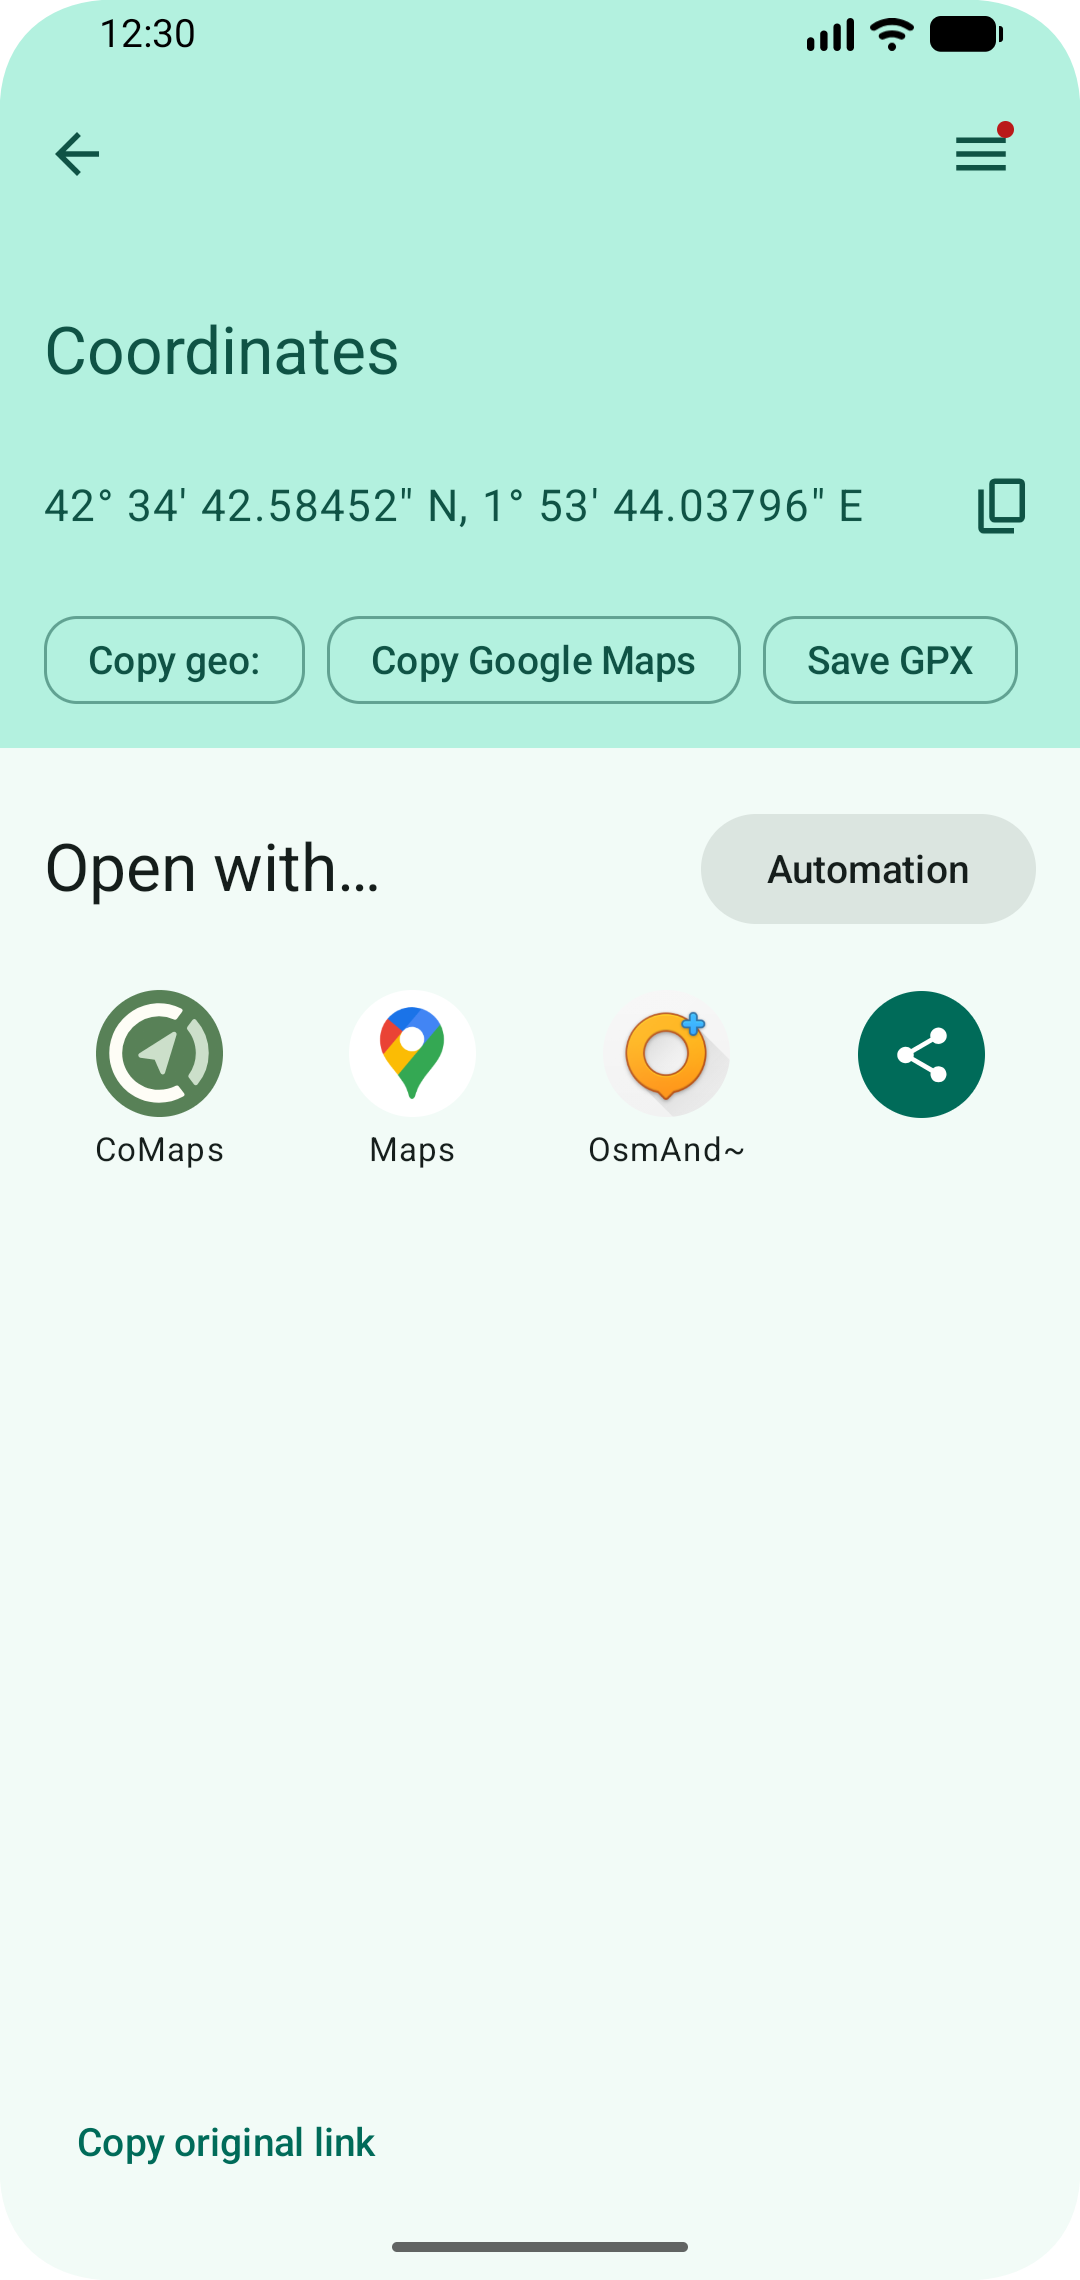 12:30
Coordinates
42° 34' 42.58452" N, 1° 53' 44.03796" E
Copy geo: Copy Google Maps Save GPX
Open with… Automation
CoMaps Maps OsmAnd~
Copy original link